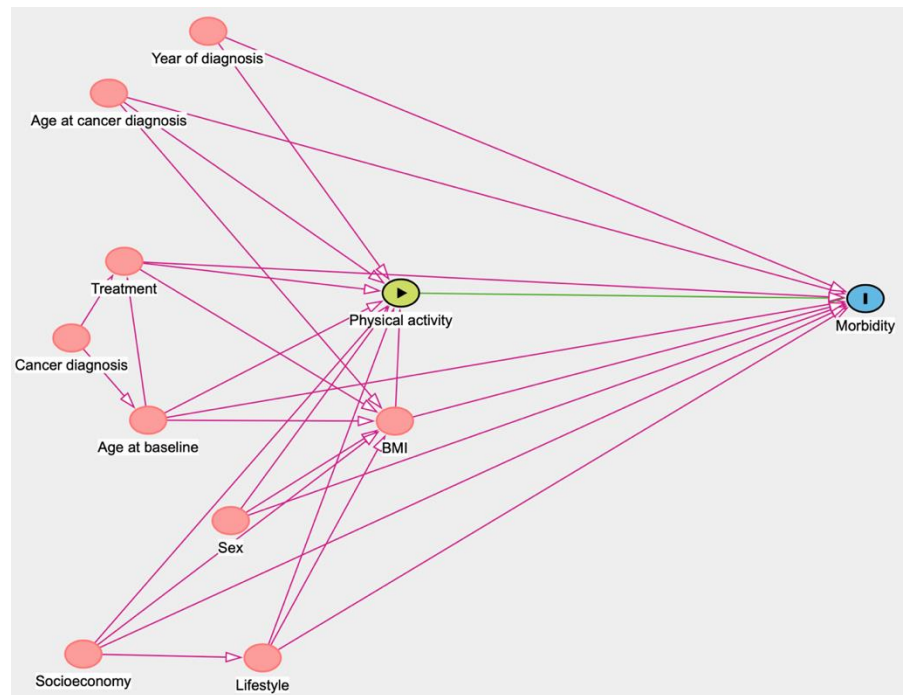 Year of diagnosis
Age at cancer diagnosis
Treatment
Physical activity
Morbidity
Cancer diagnosis
Age at baseline
BMI
Sex
Socioeconomy
Lifestyle